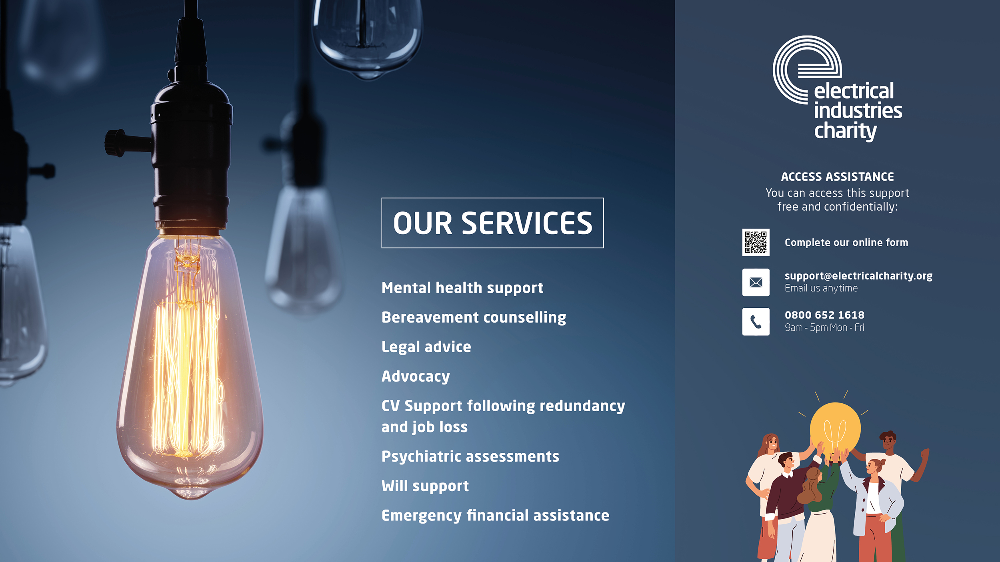 OUR SERVICES
Mental health support
Bereavement counselling
Legal advice
Advocacy
CV Support following redundancy
and job loss
Psychiatric assessments
Will support
Emergency financial assistance
electrical
industries
charity
ACCESS ASSISTANCE
You can access this support
free and confidentially:
Complete our online form
support@electricalcharity.org
Email us anytime
0800 652 1618
9am - 5pm Mon - Fri